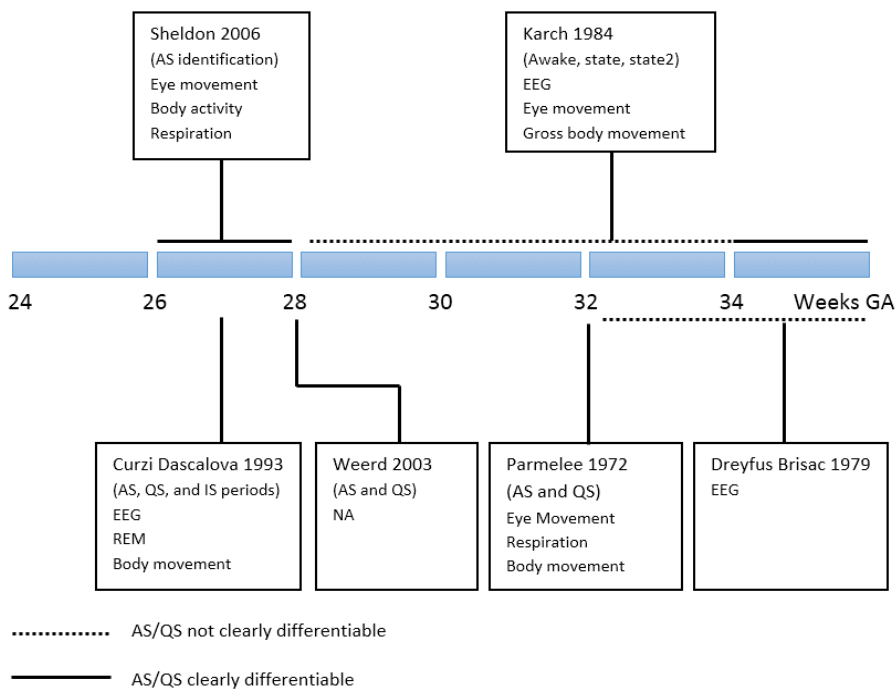 Sheldon 2006
(AS identification)
Eye movement
Body activity
Respiration
Karch 1984
(Awake, state, state2)
EEG
Eye movement
Gross body movement
24
26
28
30
32
34
Weeks GA
Curzi Dascalova 1993
(AS, QS, and IS periods)
EEG
REM
Body movement
Weerd 2003
(AS and QS)
NA
Parmelee 1972
(AS and QS)
Eye Movement
Respiration
Body movement
Dreyfus Brisac 1979
EEG
AS/QS not clearly differentiable
AS/QS clearly differentiable